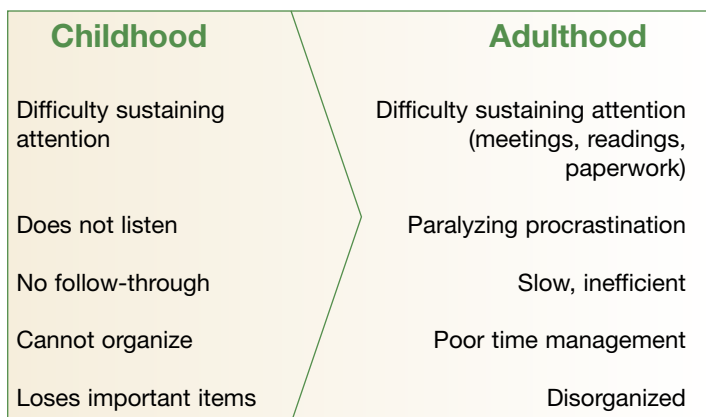 Childhood
Adulthood
Difficulty sustaining
attention
Difficulty sustaining attention
(meetings, readings,
paperwork)
Does not listen
Paralyzing procrastination
No follow-through
Slow, inefficient
Cannot organize
Poor time management
Loses important items
Disorganized